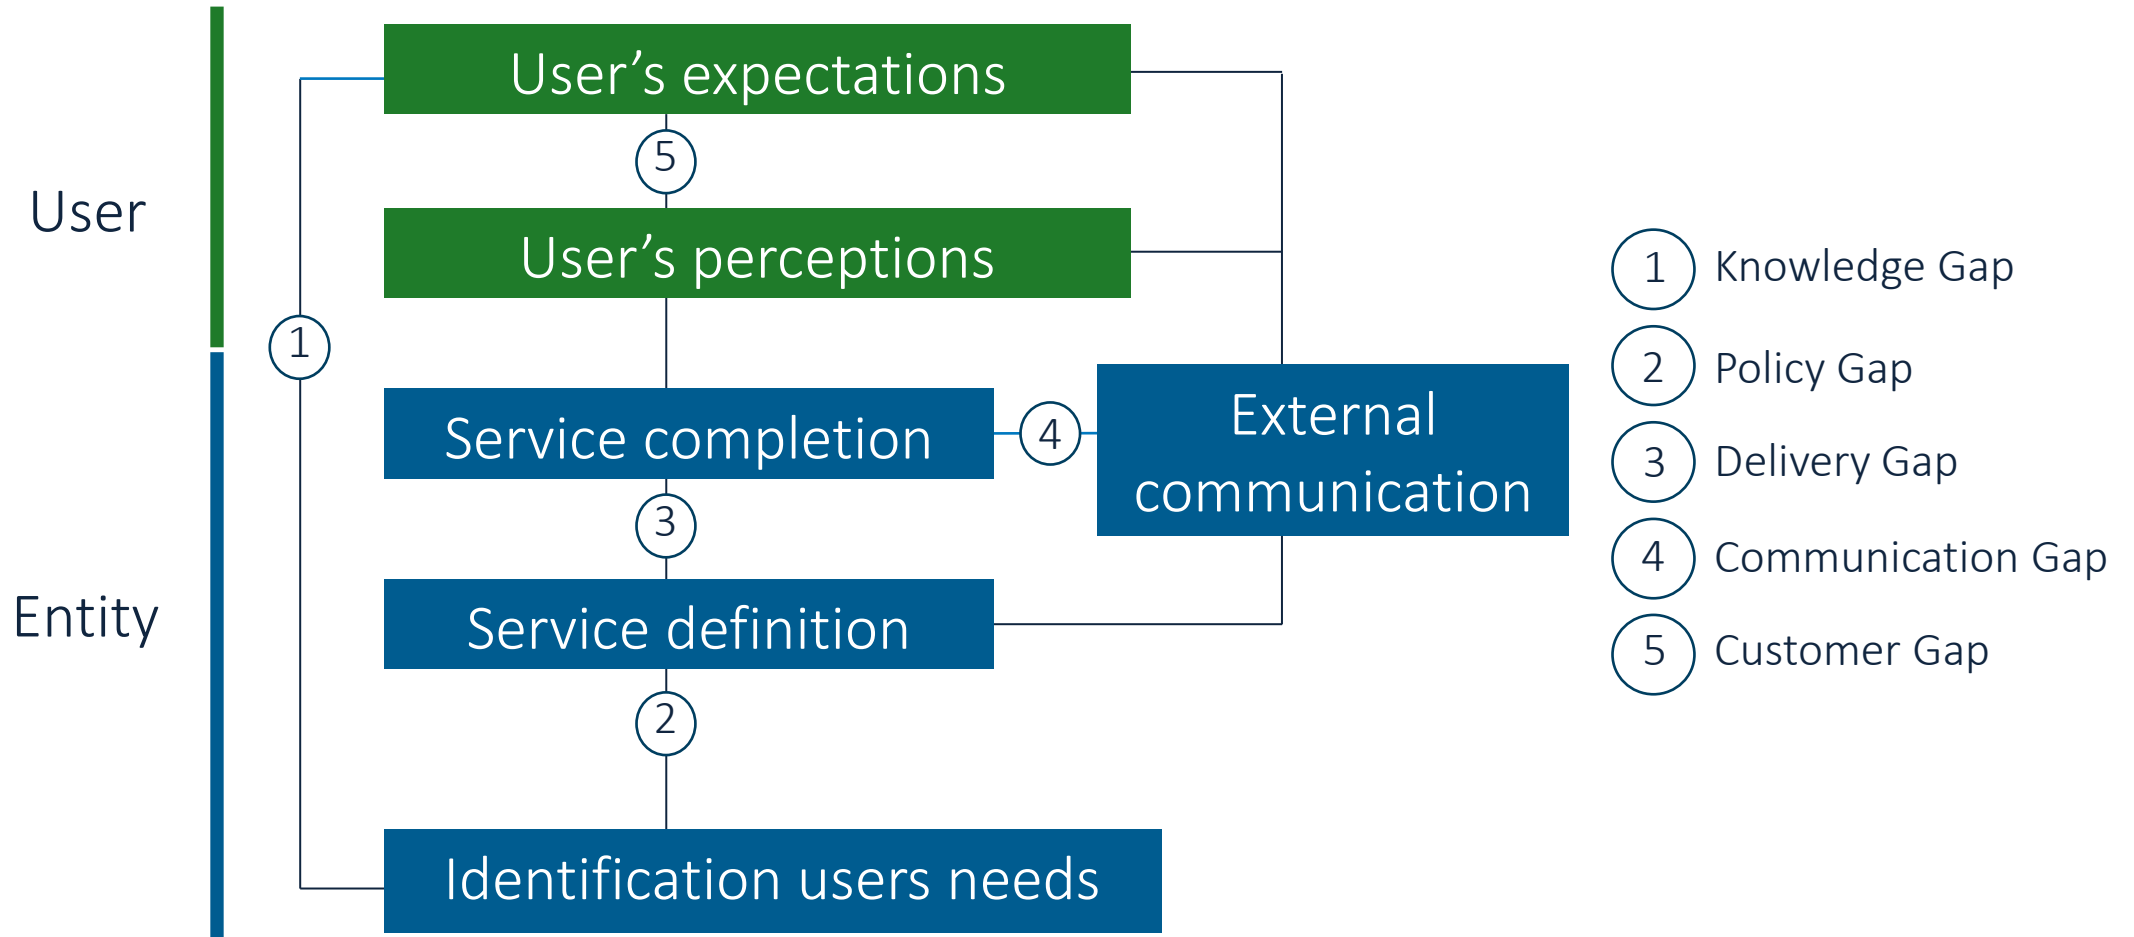 User's expectations
5
User
User’s perceptions
1
Service completion
4
External
communication
3
Entity
Service definition
2
Identification users needs
1 Knowledge Gap
2 Policy Gap
3 Delivery Gap
4 Communication Gap
5 Customer Gap